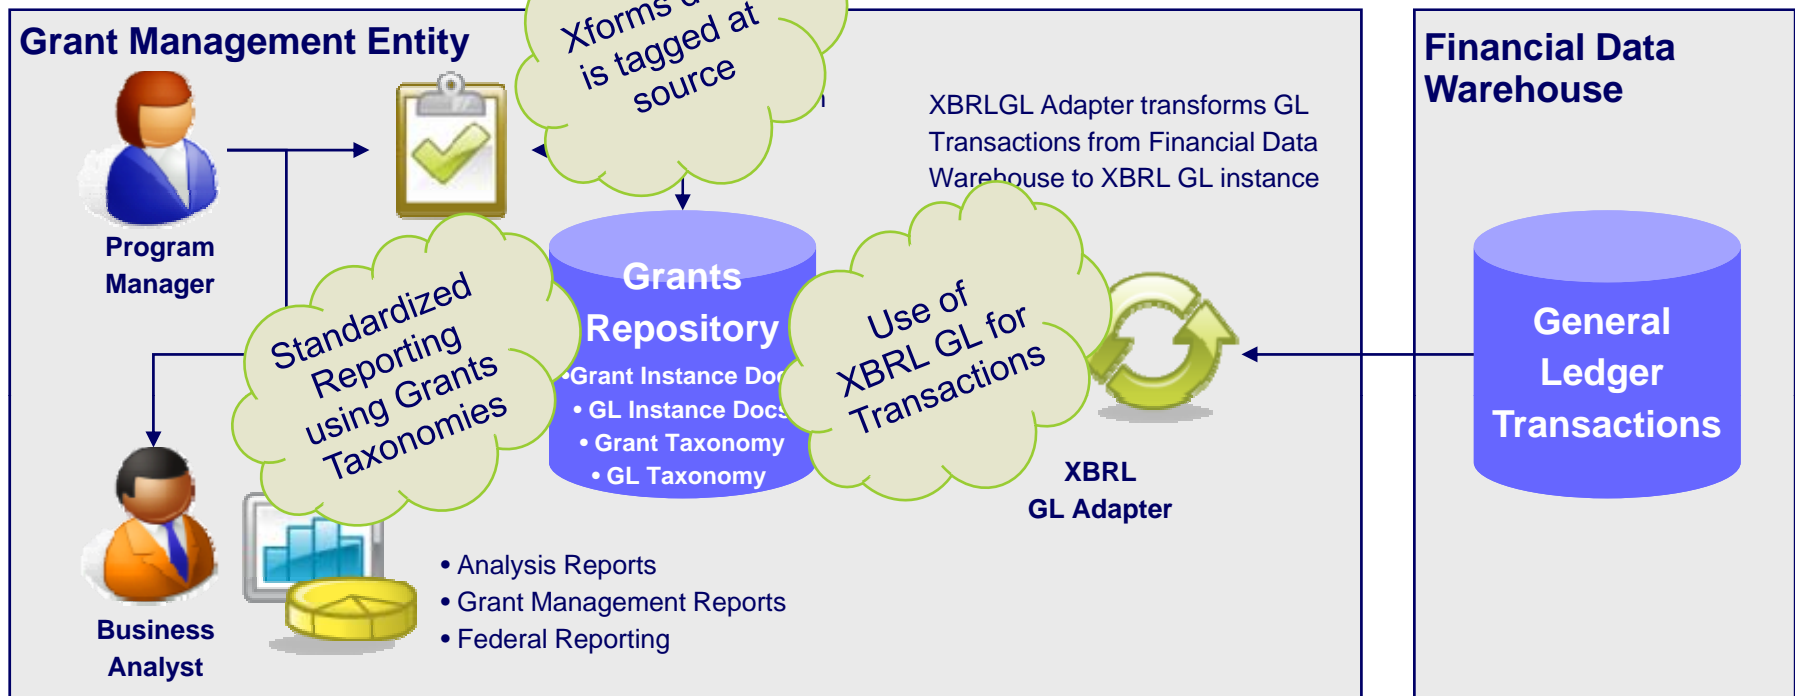 Grant Management Entity
Xforms
is tagged at
source
XBRLGL Adapter transforms GL
Transactions from Financial Data
Warehouse to XBRL GL instance
Financial Data
Warehouse
Program
Manager
Standardized
Reporting
using Grants
Taxonomies
Grants
Repository
•Grant Instance
• GL Instance Docs
• Grant Taxonomy
• GL Taxonomy
Use of
XBRL GL for
Transactions
XBRL
GL Adapter
General
Ledger
Transactions
Business
Analyst
• Analysis Reports
• Grant Management Reports
• Federal Reporting